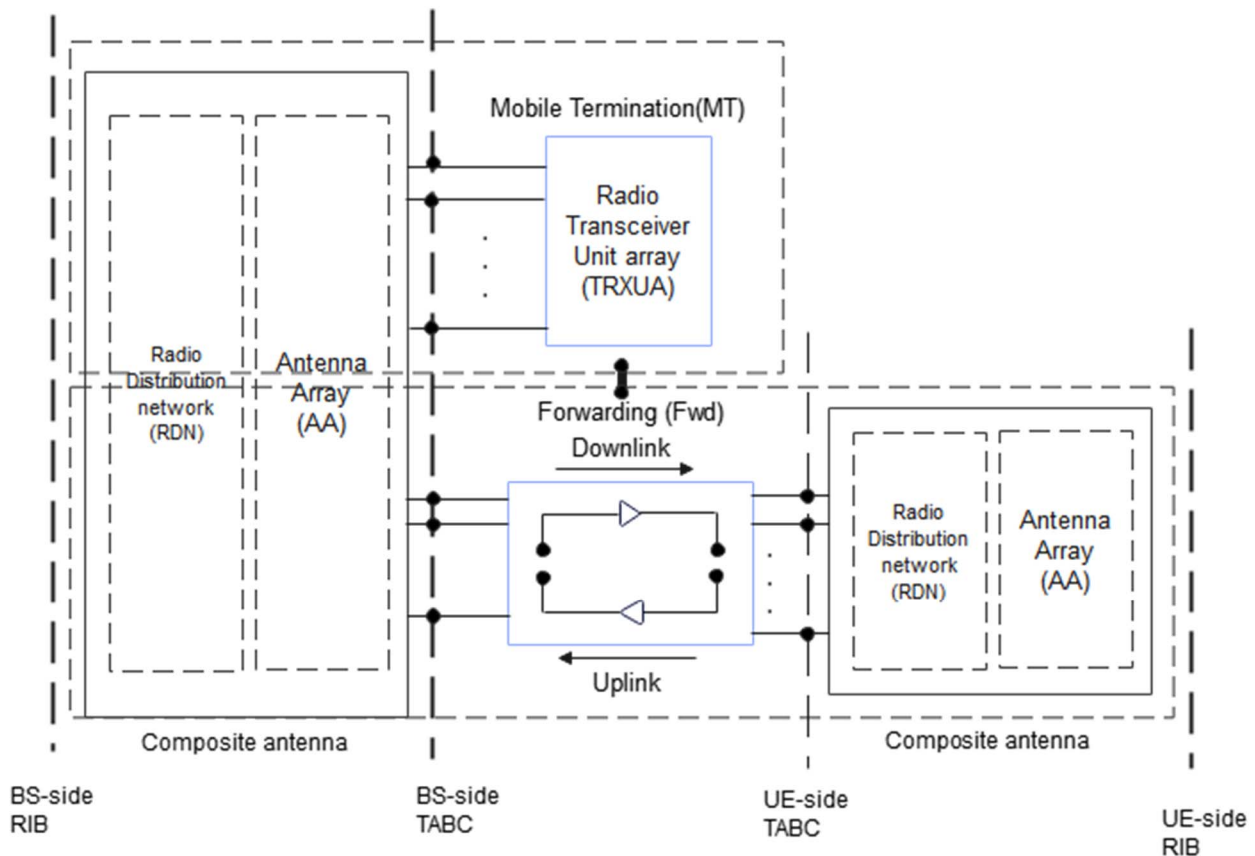 Mobile Termination(MT)
Radio
Transceiver
Unit array
(TRXUA)
Radio
Distribution
network
(RDN)
Antenna
Array
(AA)
Forwarding (Fwd)
Downlink
Uplink
Radio
Distribution
network
(RDN)
Antenna
Array
(AA)
Composite antenna
Composite antenna
BS-side
RIB
BS-side
TABC
UE-side
TABC
UE-side
RIB